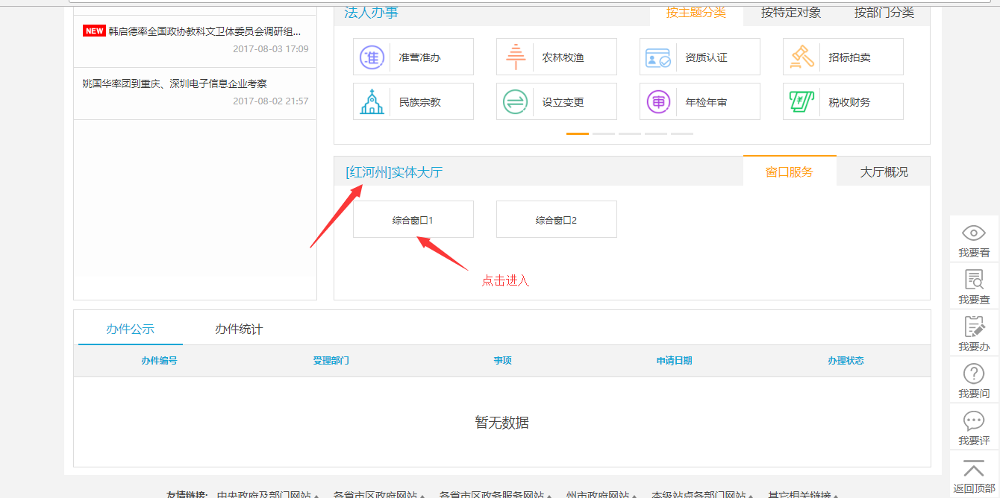 NEW 韩启德率全国政协教科文卫体委员会调研组...
2017-08-03 17:09
姚国华率团到重庆、深圳电子信息企业考察
2017-08-02 21:57
法人办事 按主题分类 按特定对象 按部门分类
准 准营准办 农林牧渔 资质认证 招标拍卖
民族宗教 设立变更 审 年检年审 税收财务
[红河州]实体大厅 窗口服务 大厅概况
综合窗口1 综合窗口2
点击进入
办件公示 办件统计
办件编号 受理部门 事项 申请日期 办理状态
暂无数据
友情链接: 中央政府及部门网站 各省市区政府网站 各省市区政务服务网站 州市政府网站 本级站点各部门网站 其它相关链接
我要看
我要查
我要办
我要问
我要评
返回顶部